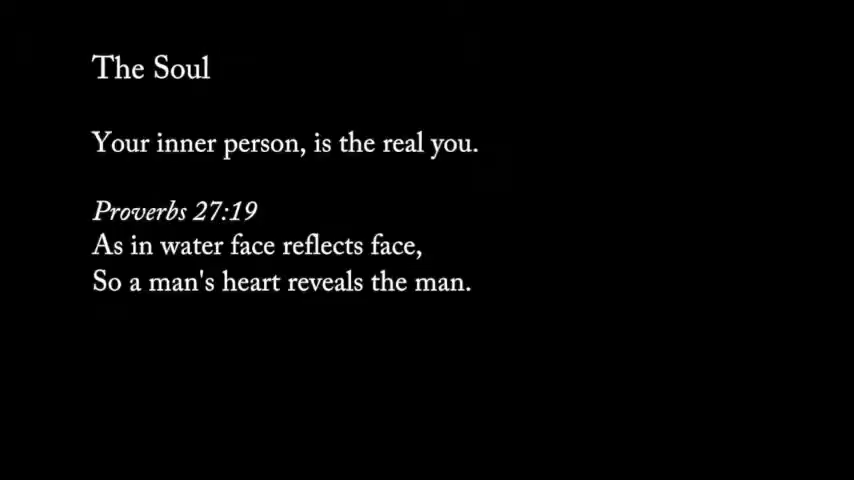 The Soul
Your inner person, is the real you.
Proverbs 27:19
As in water face reflects face,
So a man's heart reveals the man.